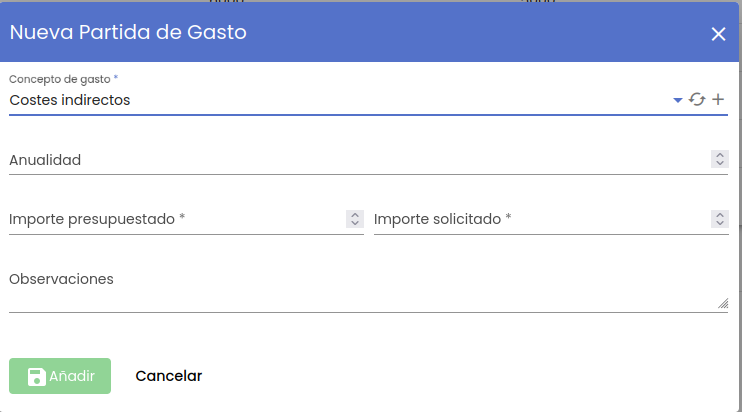 Nueva Partida de Gasto
Concepto de gasto *
Costes indirectos
Anualidad
Importe presupuestado * Importe solicitado *
Observaciones
Añadir Cancelar